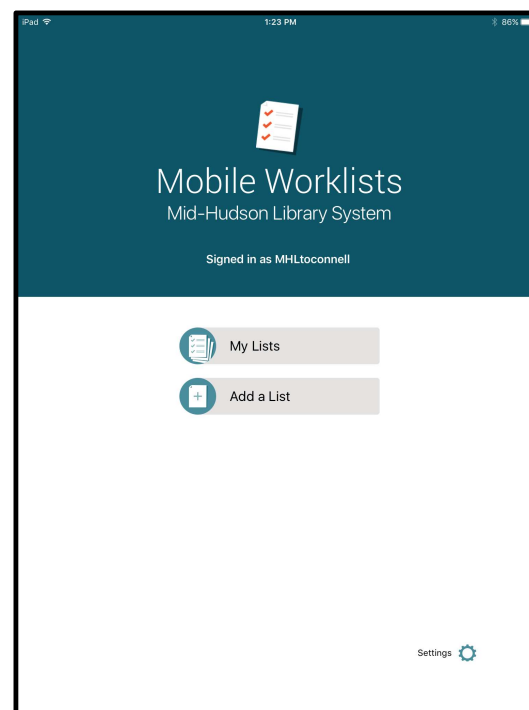 iPad 1:23 PM 86%
Mobile Worklists
Mid-Hudson Library System
Signed in as MHLtoconnell
My Lists
Add a List
Settings